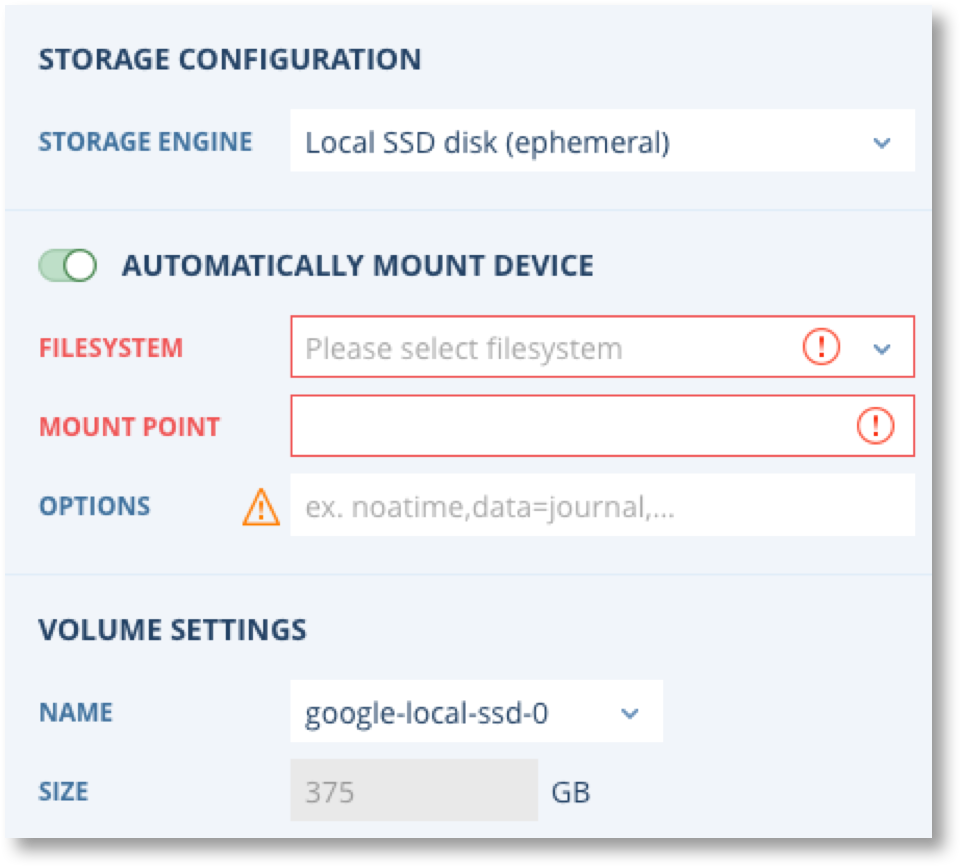 STORAGE CONFIGURATION
STORAGE ENGINE Local SSD disk (ephemeral)
AUTOMATICALLY MOUNT DEVICE
FILESYSTEM Please select filesystem
MOUNT POINT
OPTIONS ex. noatime,data=journal,...
VOLUME SETTINGS
NAME google-local-ssd-0
SIZE 375 GB